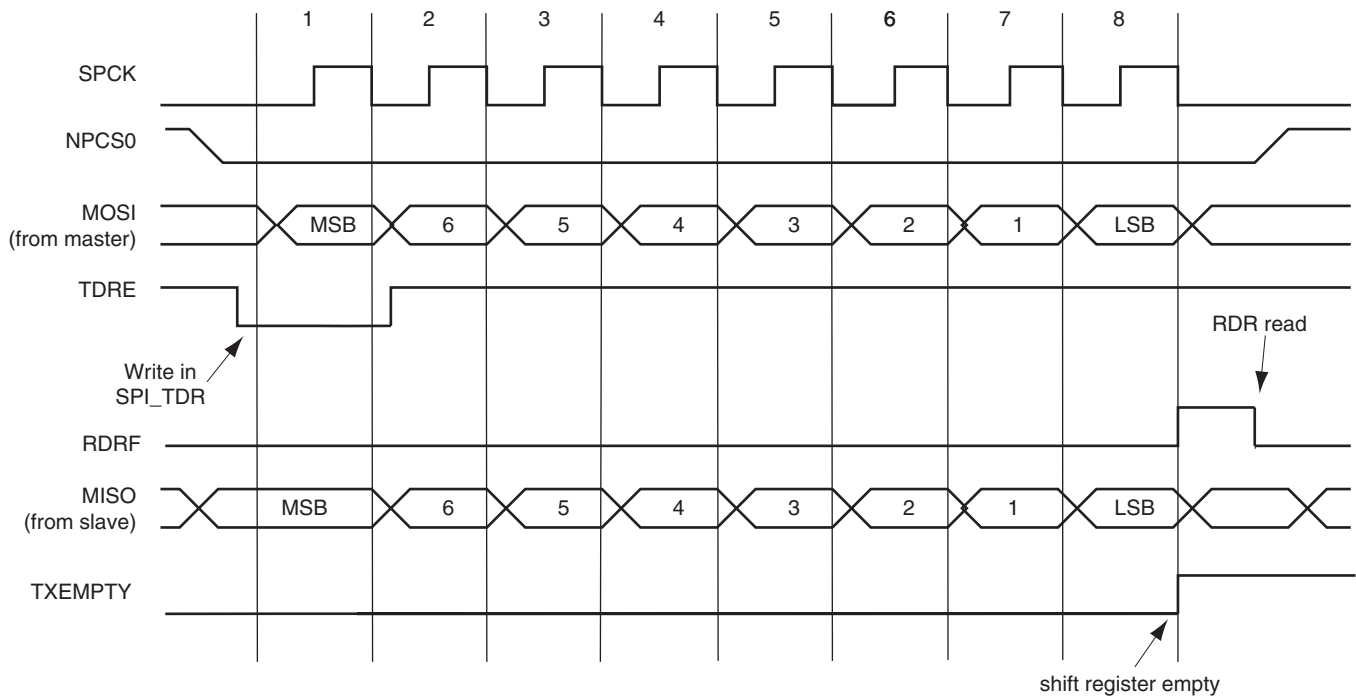 1 2 3 4 5 6 7 8
SPCK
NPCS0
MOSI
(from master)
MSB 6 5 4 3 2 1 LSB
TDRE
RDR read
Write in
SPI_TDR
RDRF
MISO
(from slave)
MSB 6 5 4 3 2 1 LSB
TXEMPTY
shift register empty